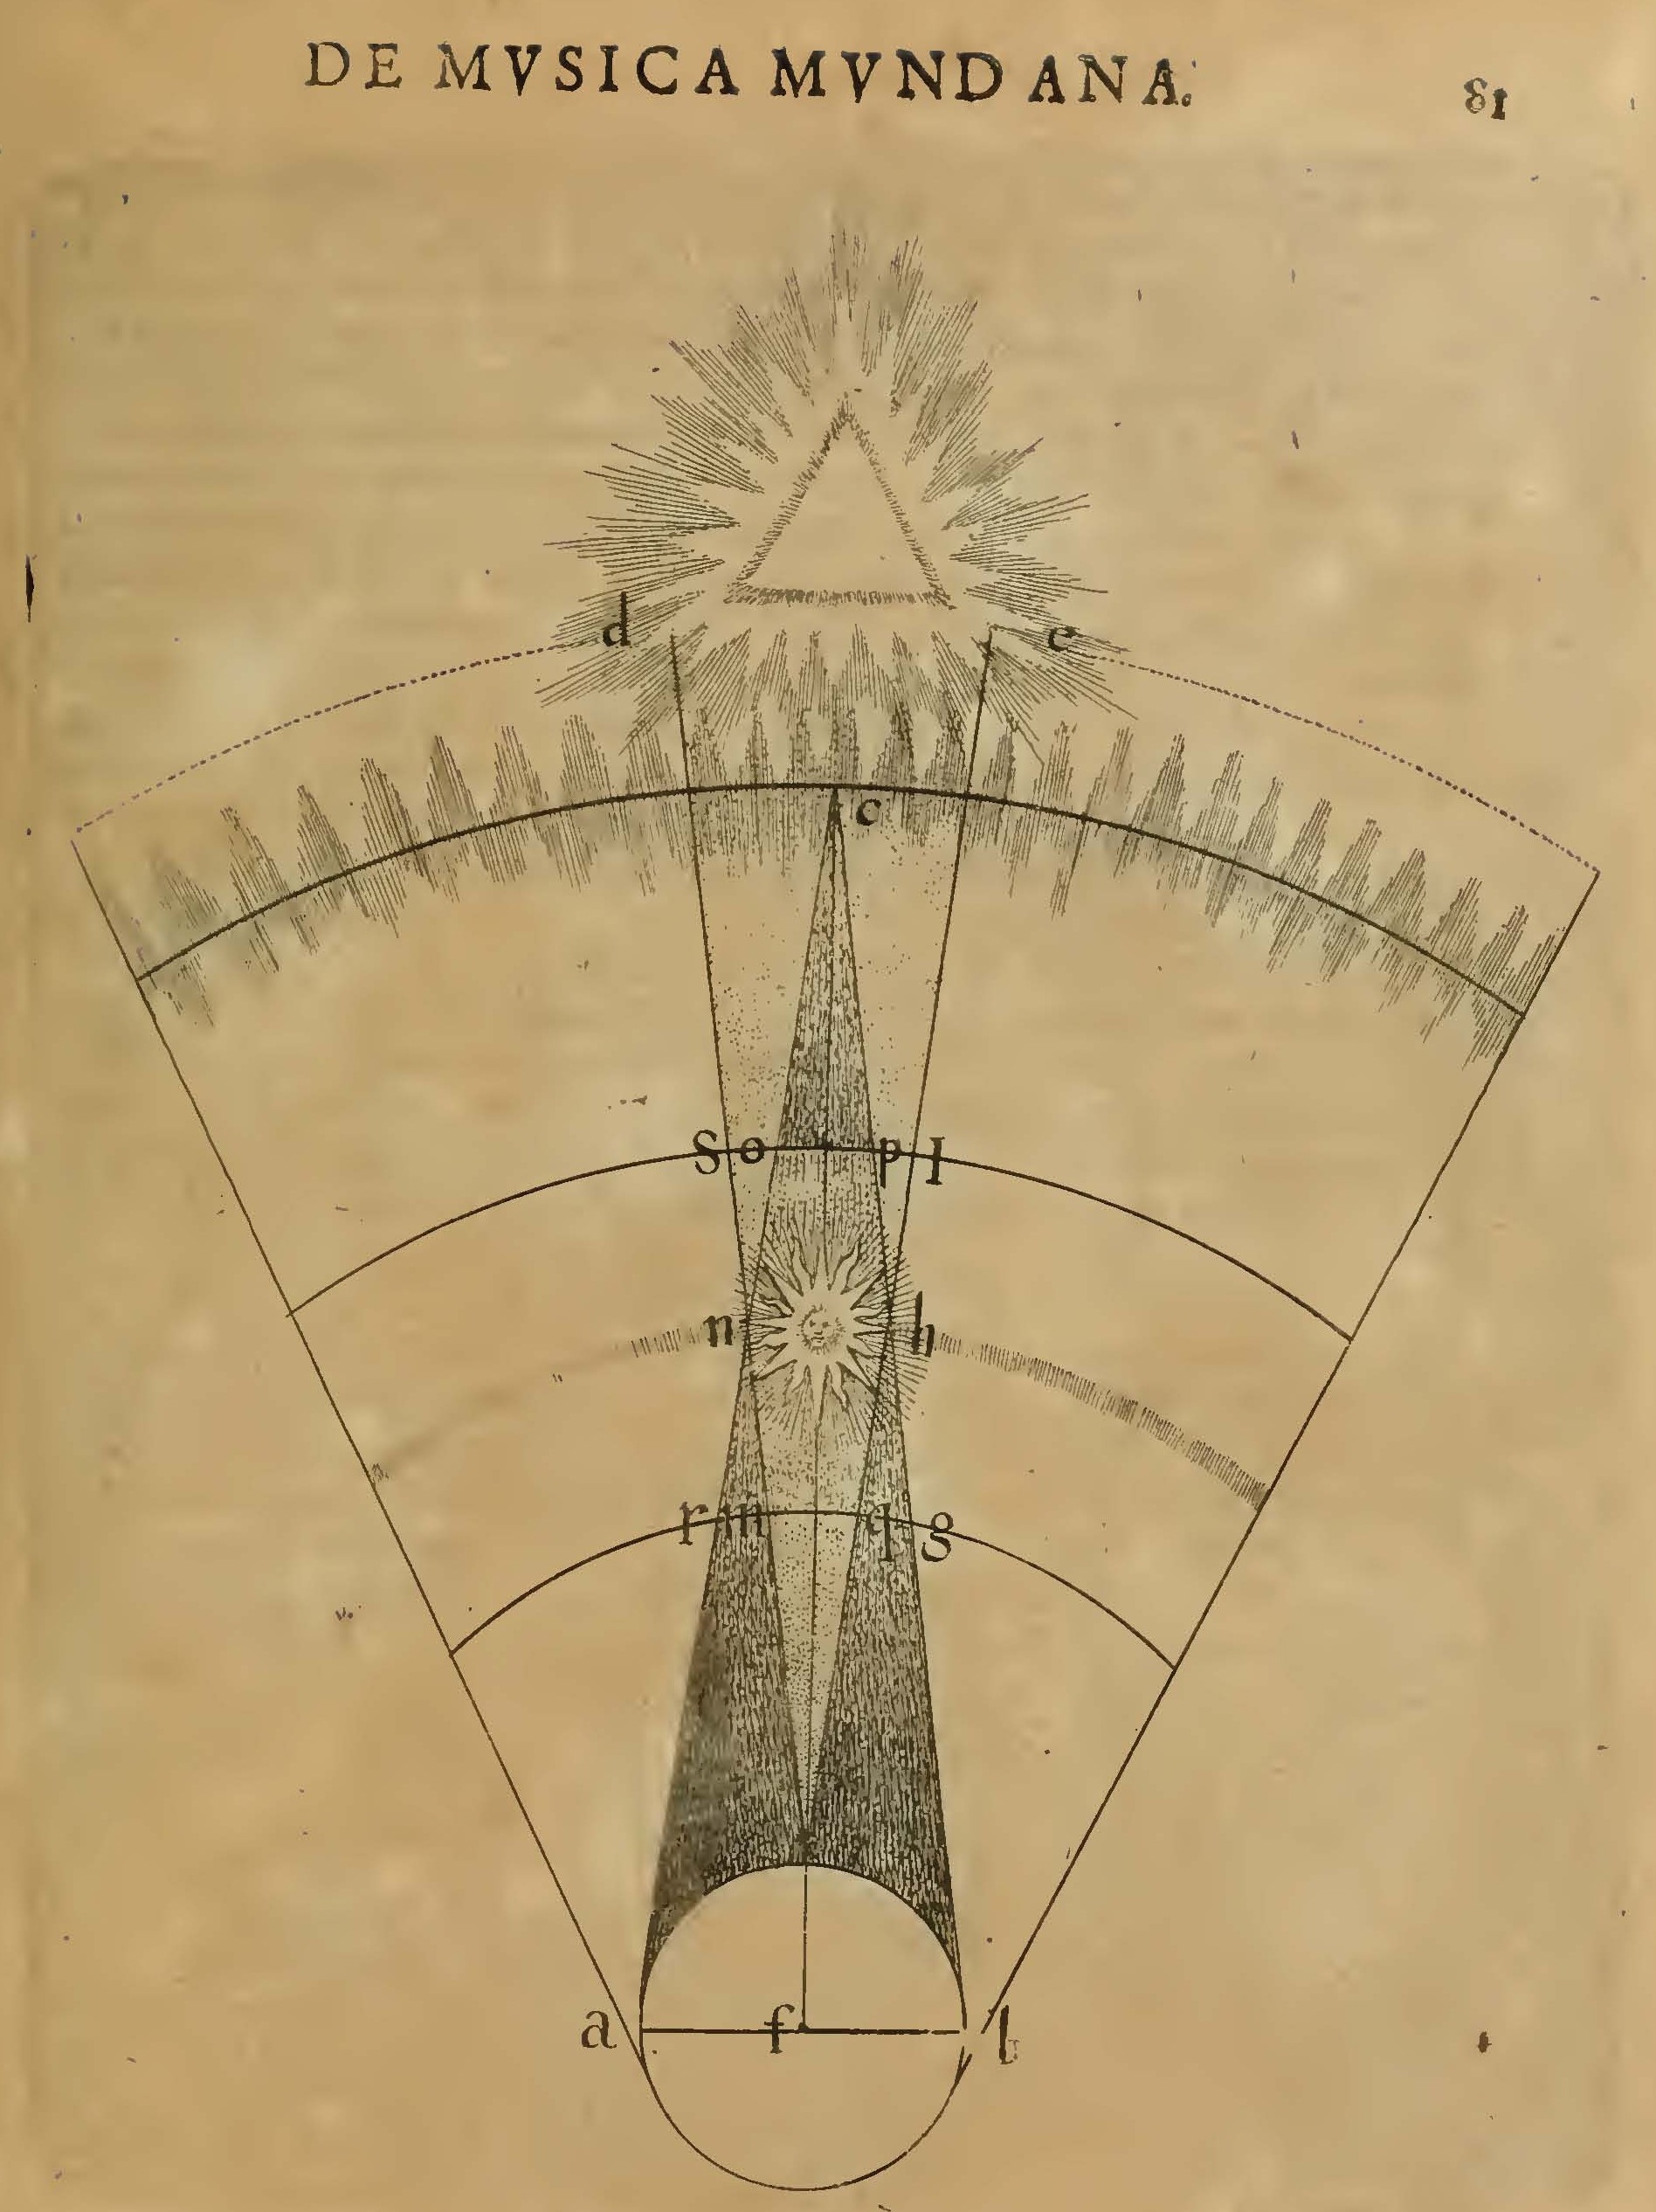 DE MVSICA MVNDANA. 81
d e
c
S o p I
n h
r m q g
a f b